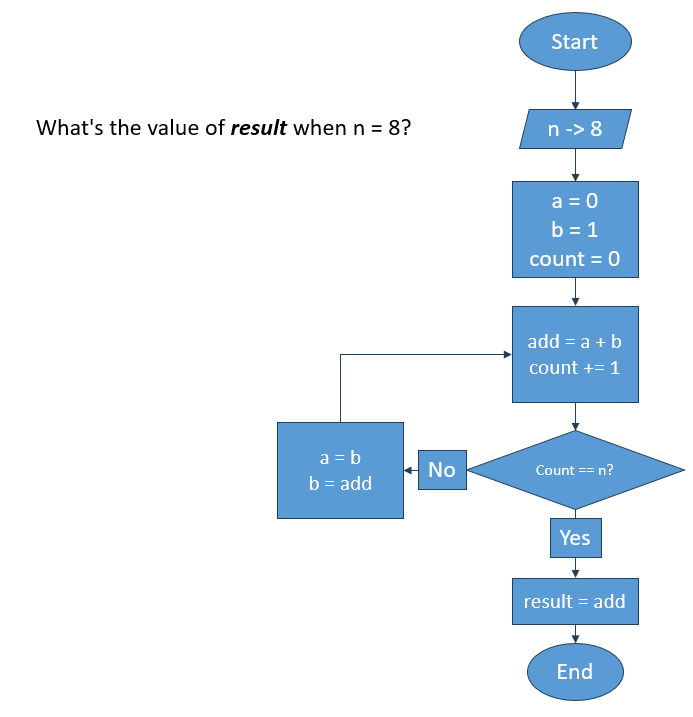 Start
What's the value of result when n = 8?
n -> 8
a = 0
b = 1
count = 0
add = a + b
count += 1
a = b
b = add
No
Count == n?
Yes
result = add
End